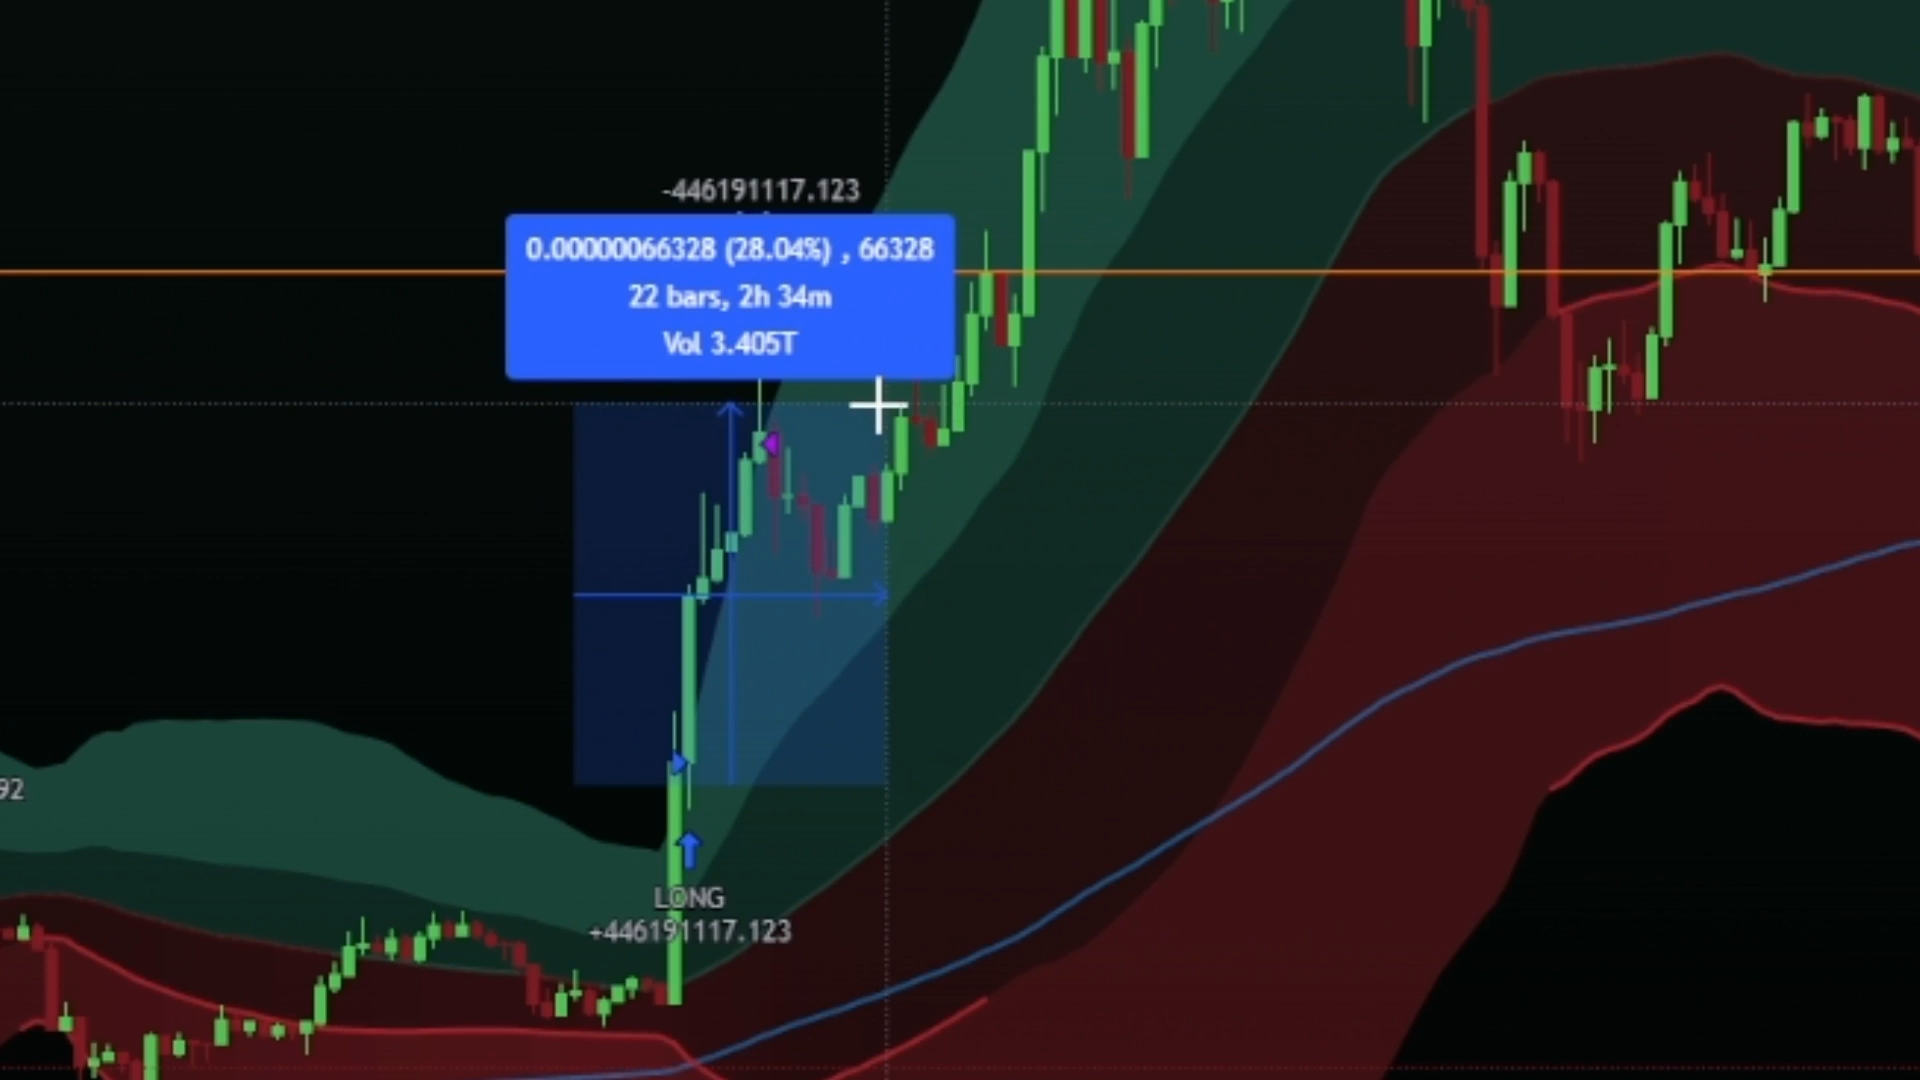 -446191117.123
0.00000066328 (28.04%) , 66328
22 bars, 2h 34m
Vol 3.405T
92
LONG
+446191117.123